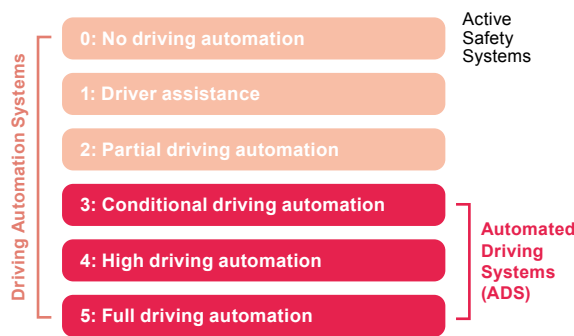 Driving Automation Systems
0: No driving automation
Active
Safety
Systems
1: Driver assistance
2: Partial driving automation
3: Conditional driving automation
4: High driving automation
5: Full driving automation
Automated
Driving
Systems
(ADS)